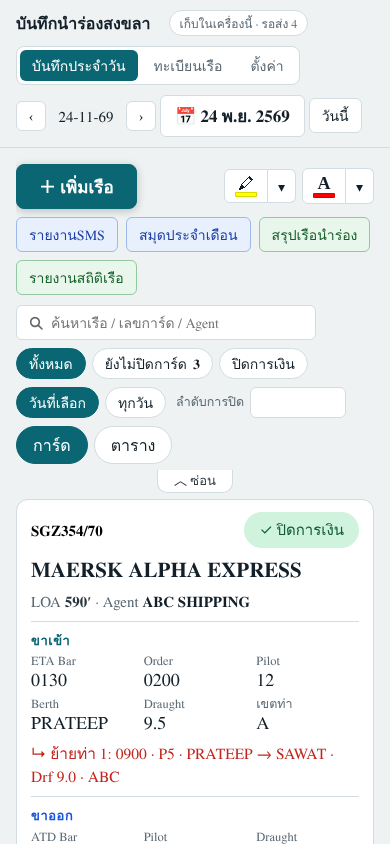 บันทึกนำร่องสงขลา
เก็บในเครื่องนี้ · รอส่ง 4
บันทึกประจำวัน ทะเบียนเรือ ตั้งค่า
‹ 24-11-69 › 📅 24 พ.ย. 2569 วันนี้
+ เพิ่มเรือ 🖍 ▼ A ▼
รายงานSMS สมุดประจำเดือน สรุปเรือนำร่อง
รายงานสถิติเรือ
ค้นหาเรือ / เลขการ์ด / Agent
ทั้งหมด ยังไม่ปิดการ์ด 3 ปิดการเงิน
วันที่เลือก ทุกวัน ลำดับการปิด
การ์ด ตาราง
︿ ซ่อน
SGZ354/70 ✓ ปิดการเงิน
MAERSK ALPHA EXPRESS
LOA 590′ · Agent ABC SHIPPING
ขาเข้า
ETA Bar Order Pilot
0130 0200 12
Berth Draught เขตท่า
PRATEEP 9.5 A
↳ ย้ายท่า 1: 0900 · P5 · PRATEEP → SAWAT ·
Drf 9.0 · ABC
ขาออก
ATD Bar Pilot Draught